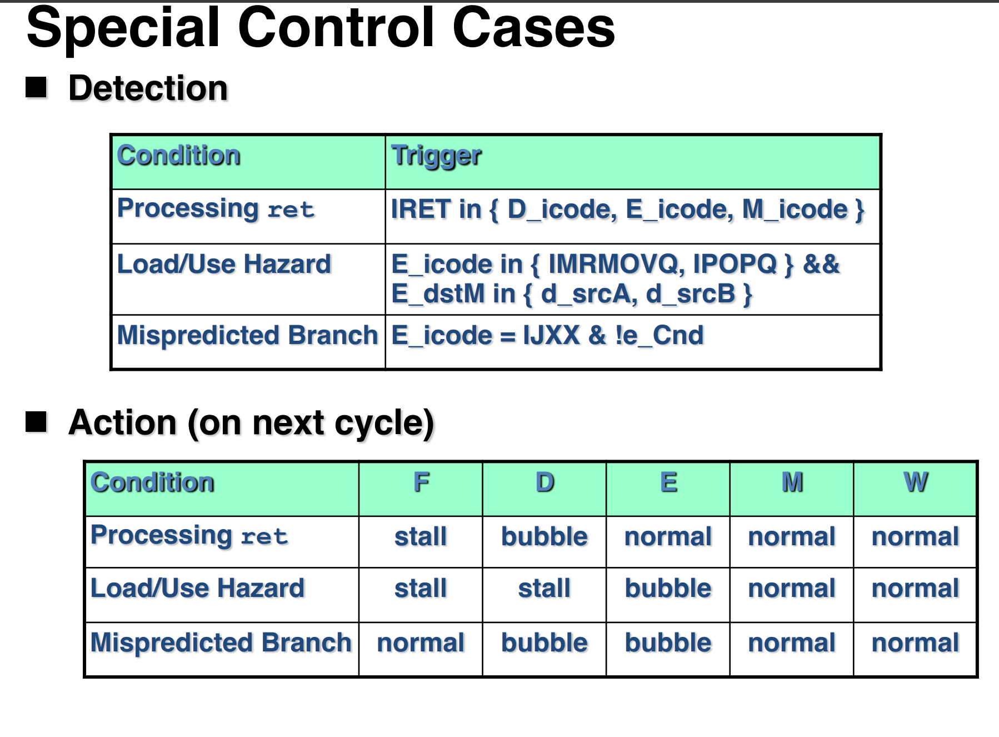 Special Control Cases
Detection
Condition Trigger
Processing ret IRET in { D_icode, E_icode, M_icode }
Load/Use Hazard E_icode in { IMRMOVQ, IPOPQ } &&
E_dstM in { d_srcA, d_srcB }
Mispredicted Branch E_icode = IJXX & !e_Cnd
Action (on next cycle)
Condition F D E M W
Processing ret stall bubble normal normal normal
Load/Use Hazard stall stall bubble normal normal
Mispredicted Branch normal bubble bubble normal normal